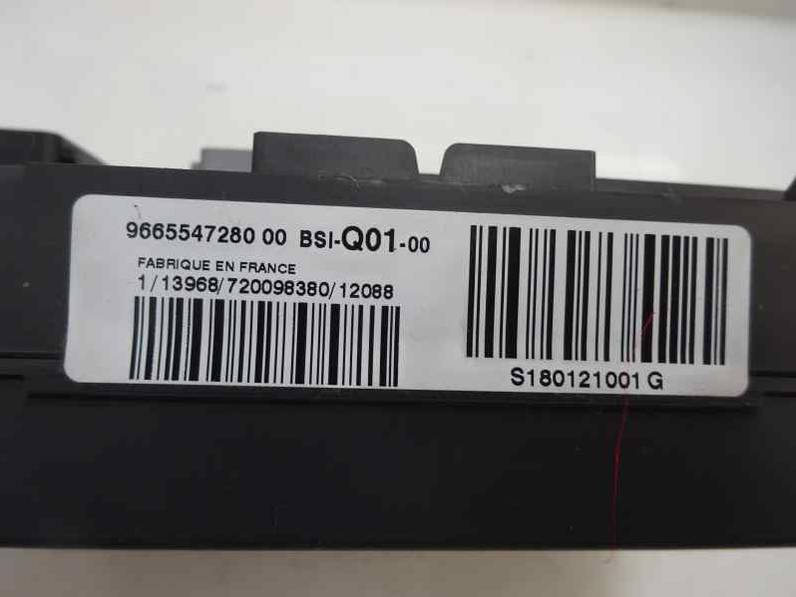 9665547280 00 BSI-Q01-00
FABRIQUE EN FRANCE
1/13968/720098380/12088
S180121001 G